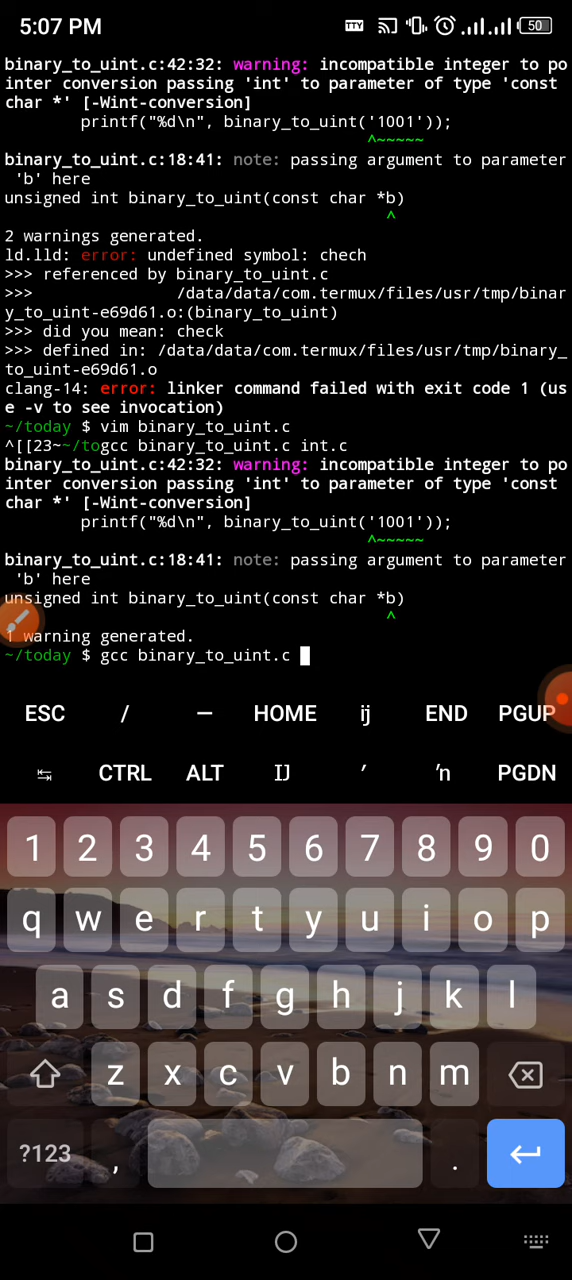 5:07 PM
TTY
50
binary_to_uint.c:42:32: warning: incompatible integer to po
inter conversion passing 'int' to parameter of type 'const
char *' [-Wint-conversion]
printf("%d\n", binary_to_uint('1001'));
^~~~~~
binary_to_uint.c:18:41: note: passing argument to parameter
'b' here
unsigned int binary_to_uint(const char *b)
^
2 warnings generated.
ld.lld: error: undefined symbol: chech
>>> referenced by binary_to_uint.c
>>> /data/data/com.termux/files/usr/tmp/binar
y_to_uint-e69d61.o:(binary_to_uint)
>>> did you mean: check
>>> defined in: /data/data/com.termux/files/usr/tmp/binary_
to_uint-e69d61.o
clang-14: error: linker command failed with exit code 1 (us
e -v to see invocation)
~/today $ vim binary_to_uint.c
^[[23~~/togcc binary_to_uint.c int.c
binary_to_uint.c:42:32: warning: incompatible integer to po
inter conversion passing 'int' to parameter of type 'const
char *' [-Wint-conversion]
printf("%d\n", binary_to_uint('1001'));
^~~~~~
binary_to_uint.c:18:41: note: passing argument to parameter
'b' here
unsigned int binary_to_uint(const char *b)
^
1 warning generated.
~/today $ gcc binary_to_uint.c
ESC / — HOME ij END PGUP
↹ CTRL ALT IJ ′ ŉ PGDN
1 2 3 4 5 6 7 8 9 0
q w e r t y u i o p
a s d f g h j k l
z x c v b n m
?123 , .